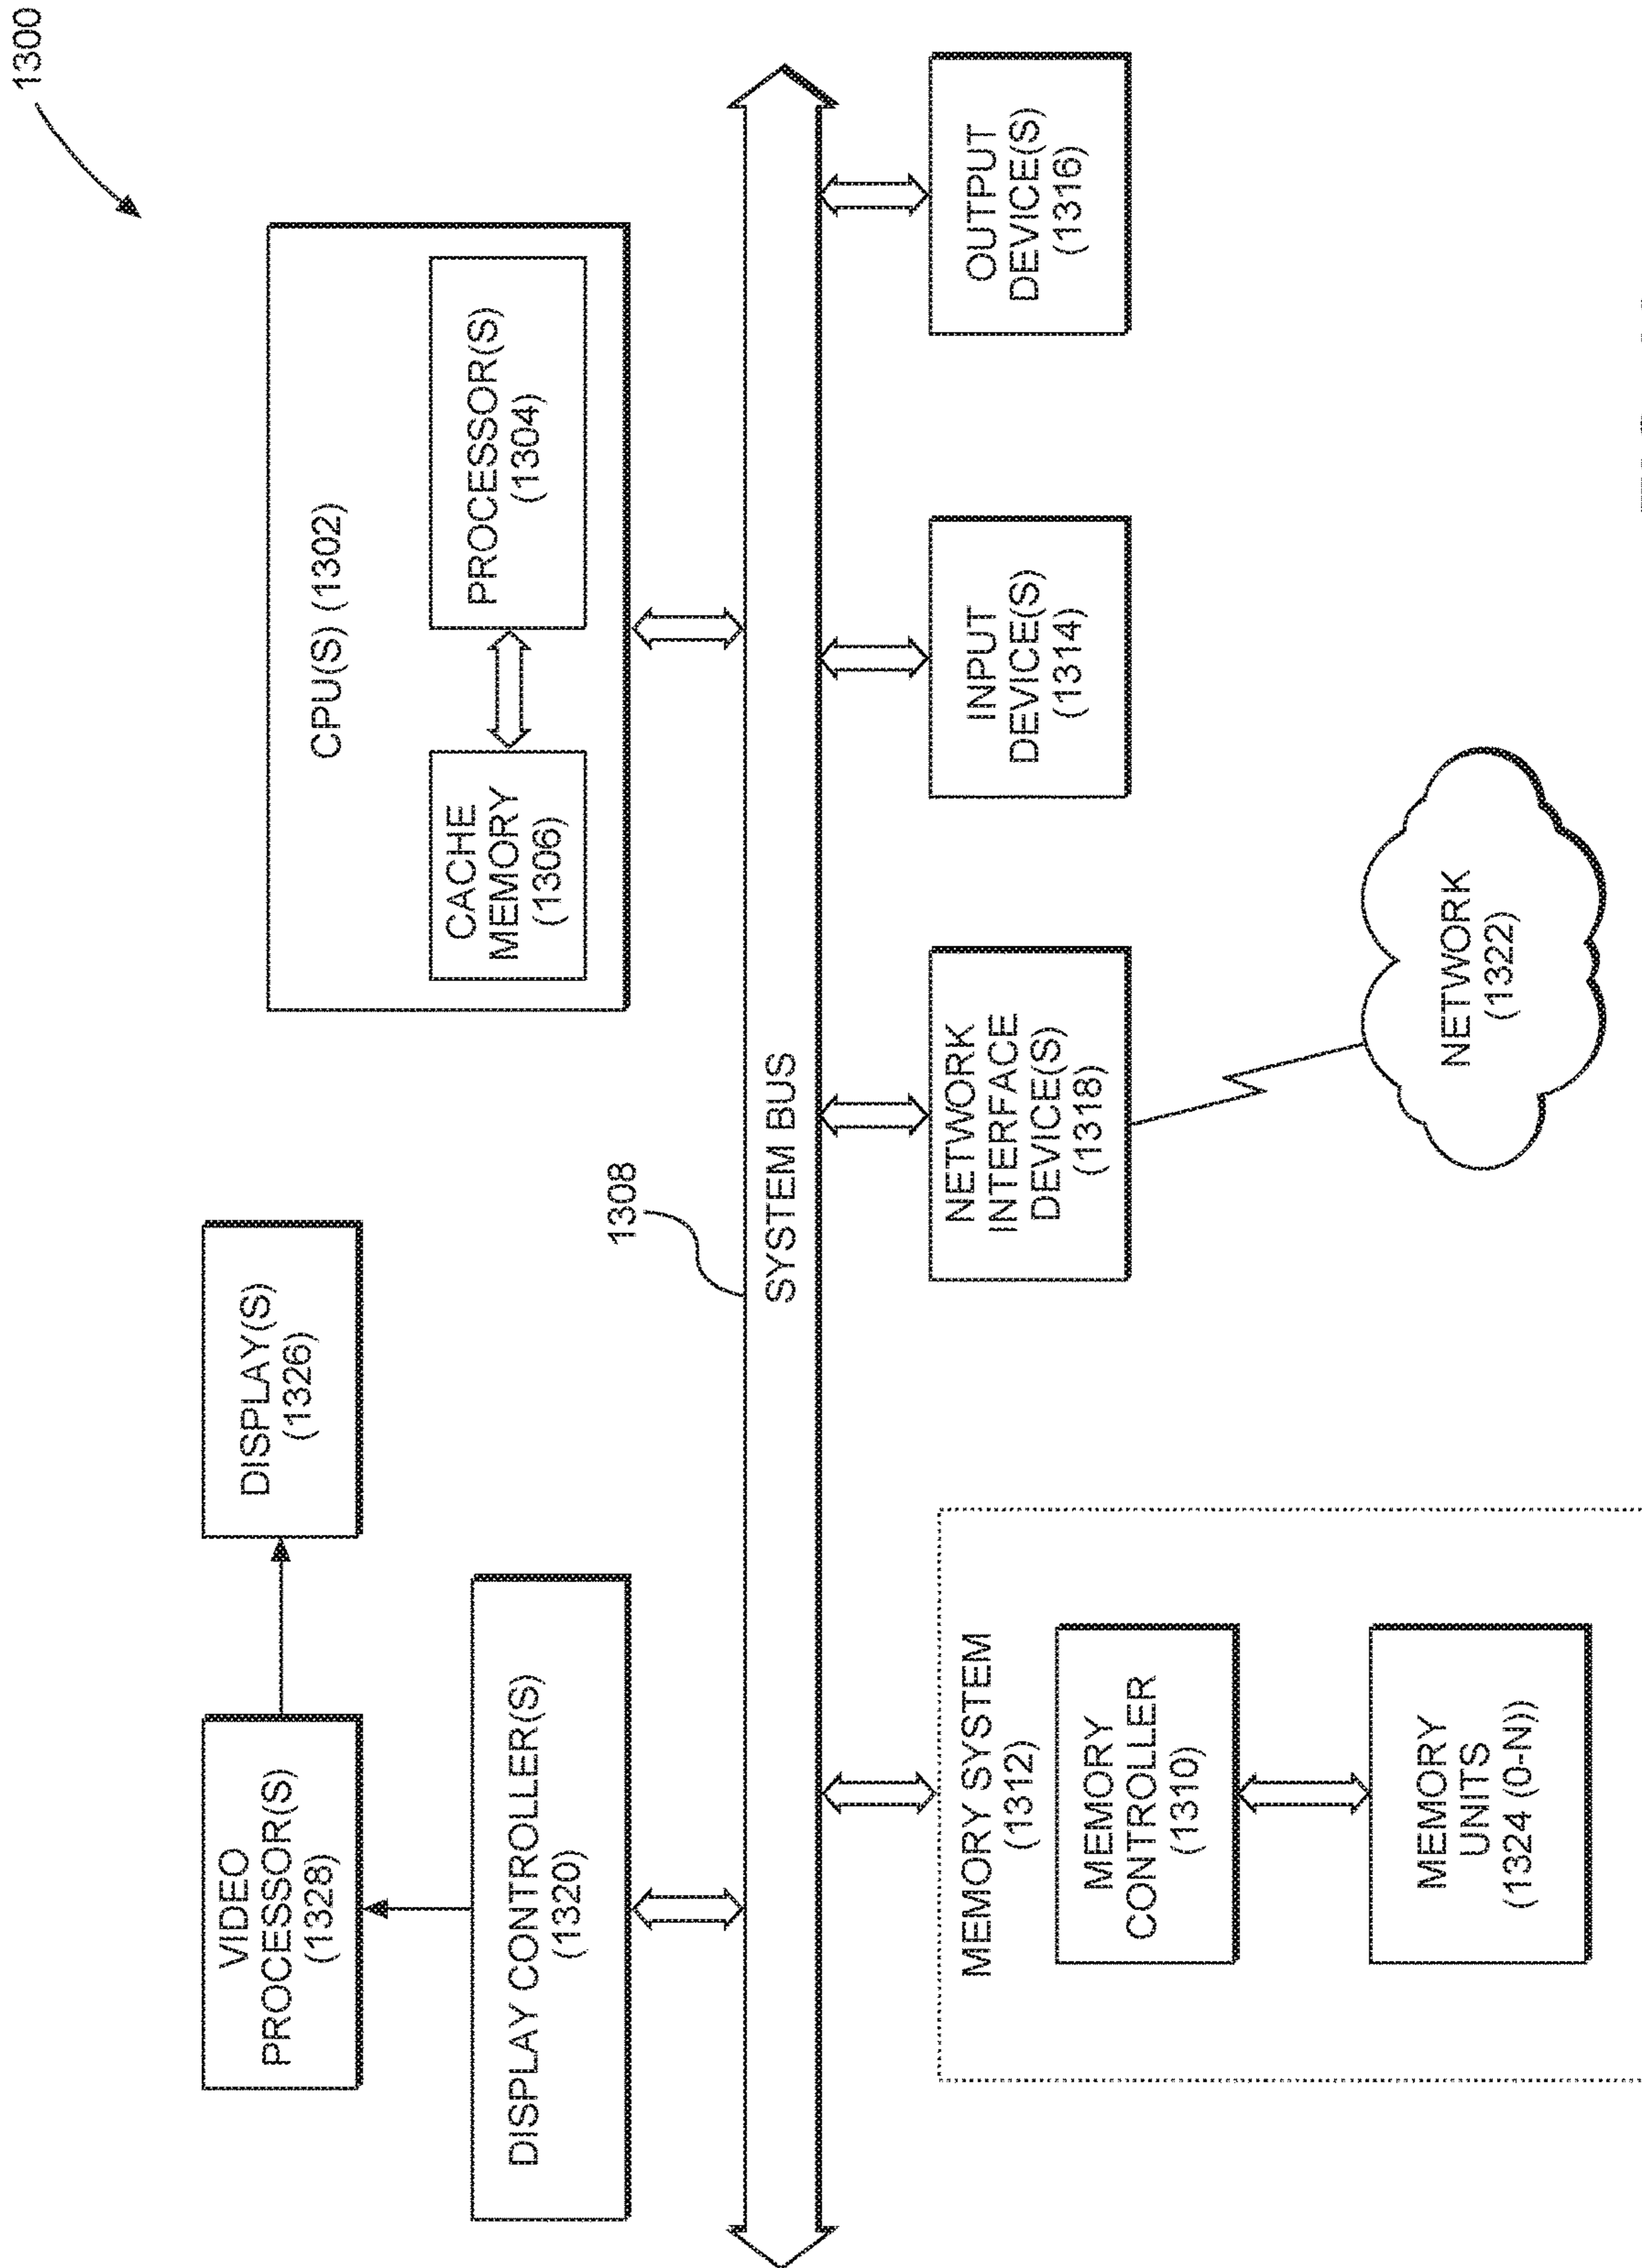 1300
CPU(S) (1302)
CACHE
MEMORY
(1306)
PROCESSOR(S)
(1304)
DISPLAY(S)
(1326)
VIDEO
PROCESSOR(S)
(1328)
DISPLAY CONTROLLER(S)
(1320)
1308
SYSTEM BUS
MEMORY SYSTEM
(1312)
MEMORY
CONTROLLER
(1310)
MEMORY
UNITS
(1324 (0-N))
NETWORK
INTERFACE
DEVICE(S)
(1318)
INPUT
DEVICE(S)
(1314)
OUTPUT
DEVICE(S)
(1316)
NETWORK
(1322)